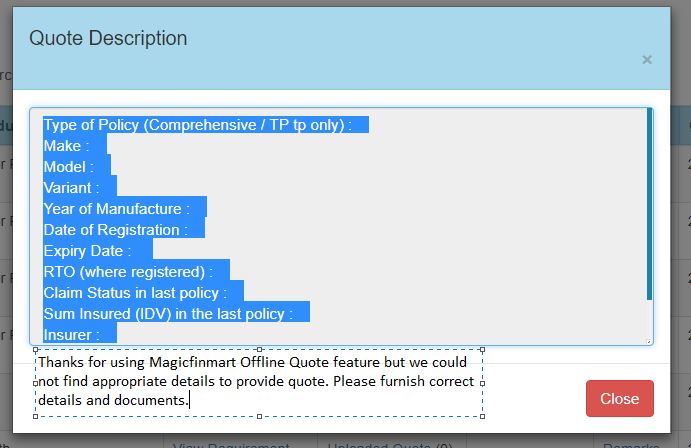 Quote Description
×
Type of Policy (Comprehensive / TP tp only) :
Make :
Model :
Variant :
Year of Manufacture :
Date of Registration :
Expiry Date :
RTO (where registered) :
Claim Status in last policy :
Sum Insured (IDV) in the last policy :
Insurer :
Thanks for using Magicfinmart Offline Quote feature but we could
not find appropriate details to provide quote. Please furnish correct
details and documents.
Close
View Requirement
Uploaded Quote (0)
Remarks